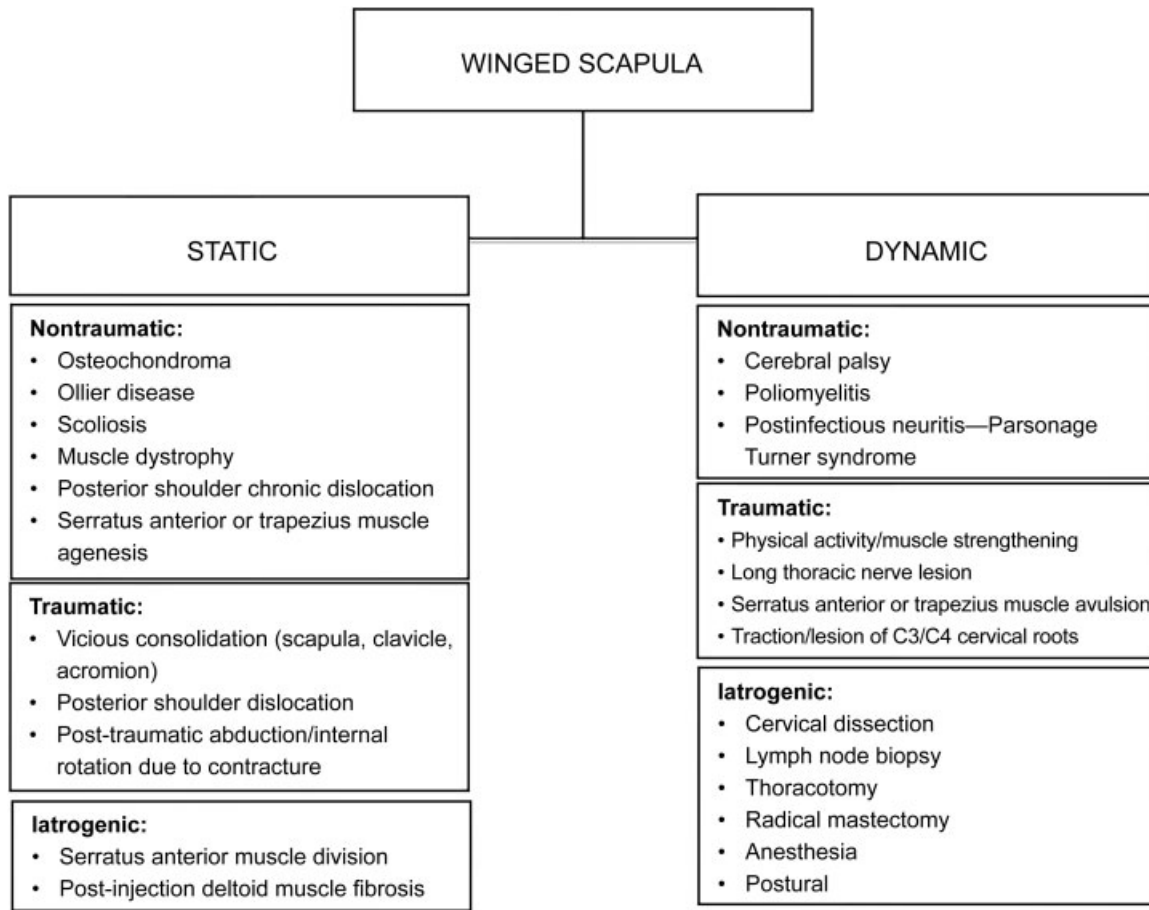 WINGED SCAPULA
STATIC
Nontraumatic:
• Osteochondroma
• Ollier disease
• Scoliosis
• Muscle dystrophy
• Posterior shoulder chronic dislocation
• Serratus anterior or trapezius muscle
agenesis
Traumatic:
• Vicious consolidation (scapula, clavicle,
acromion)
• Posterior shoulder dislocation
• Post-traumatic abduction/internal
rotation due to contracture
Iatrogenic:
• Serratus anterior muscle division
• Post-injection deltoid muscle fibrosis
DYNAMIC
Nontraumatic:
• Cerebral palsy
• Poliomyelitis
• Postinfectious neuritis—Parsonage
Turner syndrome
Traumatic:
• Physical activity/muscle strengthening
• Long thoracic nerve lesion
• Serratus anterior or trapezius muscle avulsion
• Traction/lesion of C3/C4 cervical roots
Iatrogenic:
• Cervical dissection
• Lymph node biopsy
• Thoracotomy
• Radical mastectomy
• Anesthesia
• Postural